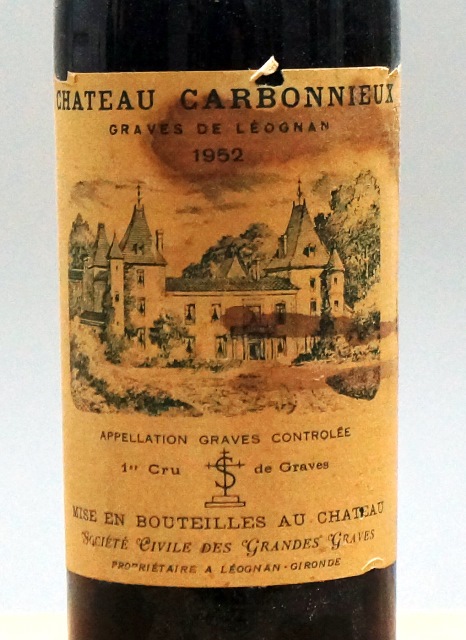 CHATEAU CARBONNIEUX
GRAVES DE LÉOGNAN
1952
APPELLATION GRAVES CONTROLÉE
1er Cru de Graves
MISE EN BOUTEILLES AU CHATEAU
SOCIÉTÉ CIVILE DES GRANDES GRAVES
PROPRIÉTAIRE A LÉOGNAN-GIRONDE